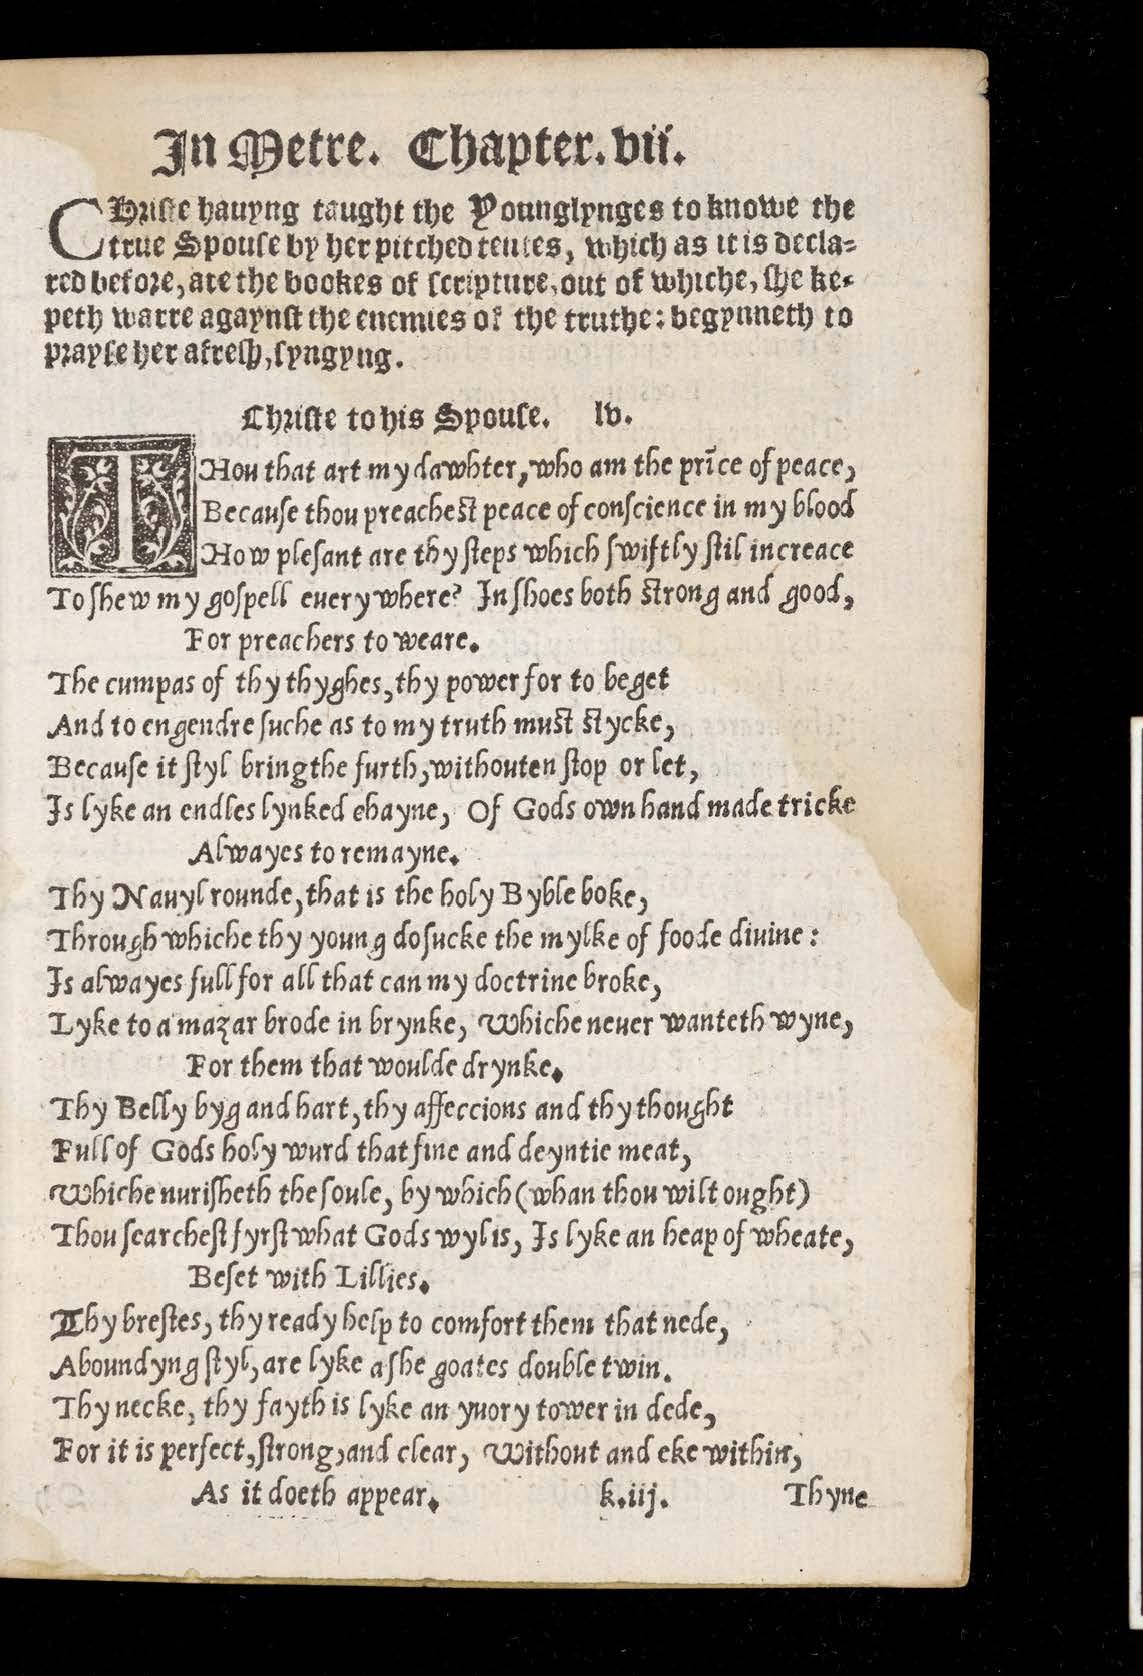 In Metre. Chapter. vii.
CHriste hauyng taught the Younglynges to knowe the
true Spouse by her pitched tentes, which as it is decla-
red before, are the bookes of scripture, out of whiche, she ke-
peth warre agaynst the enemies of the truthe: begynneth to
prayse her afresh, syngyng.
Christe to his Spouse. lv.
THou that art my dawhter, who am the prīce of peace,
Because thou preachest peace of conscience in my blood
How plesant are thy steps which swiftly stil increace
To shew my gospell euery where? In shoes both strong and good,
For preachers to weare.
The cumpas of thy thyghes, thy power for to beget
And to engendre suche as to my truth must stycke,
Because it styl bring the furth, withouten stop or let,
Is lyke an endles lynked chayne, Of Gods own hand made tricke
Alwayes to remayne.
Thy Nauyl rounde, that is the holy Byble boke,
Through whiche thy young do sucke the mylke of foode diuine:
Is alwayes full for all that can my doctrine broke,
Lyke to a mazar brode in brynke, Whiche neuer wanteth wyne,
For them that woulde drynke.
Thy Belly byg and hart, thy affeccions and thy thought
Full of Gods holy wurd that fine and deyntie meat,
Whiche nurisheth the soule, by which (whan thou wilt ought)
Thou searchest fyrst what Gods wyl is, Is lyke an heap of wheate,
Beset with Lillies.
Thy brestes, thy ready help to comfort them that nede,
Aboundyng styl, are lyke a she goates double twin.
Thy necke, thy fayth is lyke an yuory tower in dede,
For it is perfect, strong, and clear, Without and eke within,
As it doeth appear. k.iij. Thyne